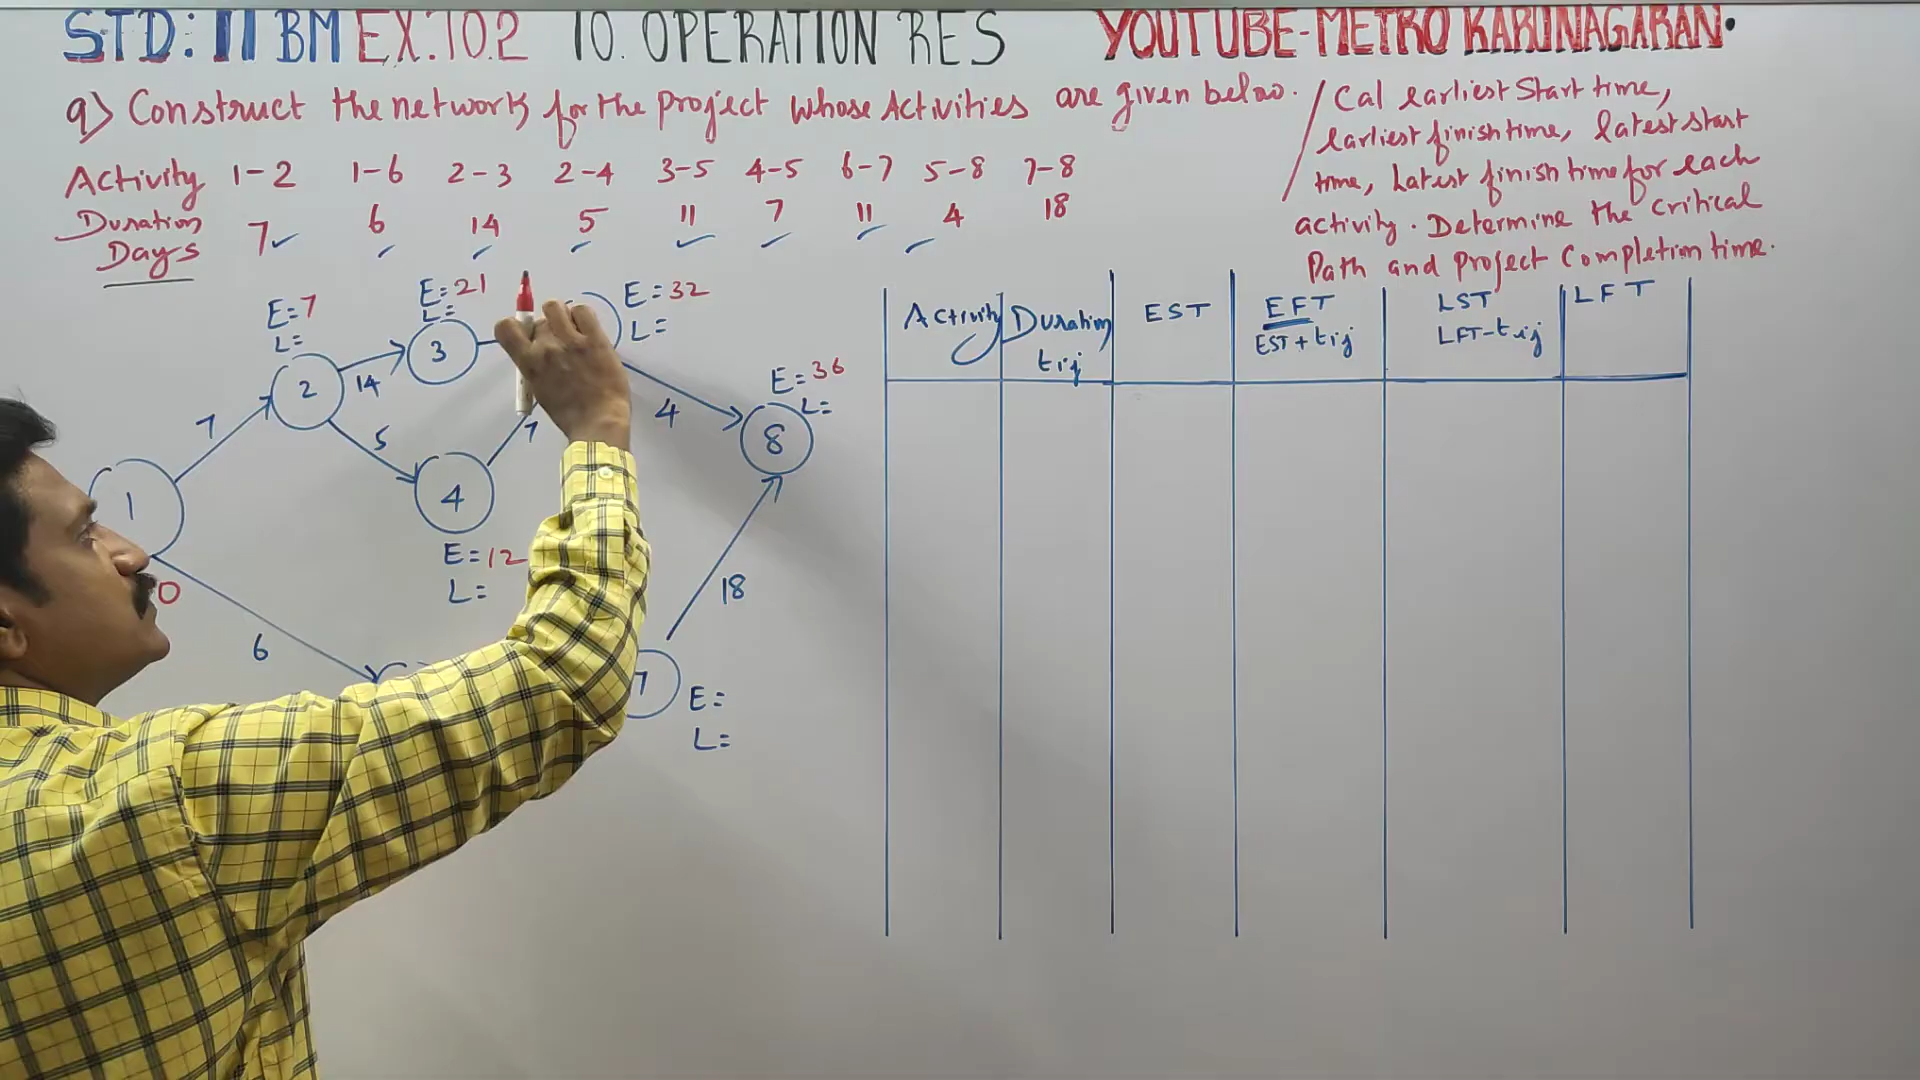 STD: 11 BM EX.10.2 10. OPERATION RES YOUTUBE-METRO KARUNAGARAN.
9) Construct the network for the project whose Activities are given below. / Cal earliest Start time,
earliest finish time, latest start
time, Latest finish time for each
activity. Determine the critical
Path and project Completion time.
Activity 1-2 1-6 2-3 2-4 3-5 4-5 6-7 5-8 7-8
Duration Days 7 6 14 5 11 7 11 4 18
E=7
L=
E=21
L=
E=32
L=
E=36
L=
1
2
3
4
7
8
7
14
5
7
4
E=12
L=
0
6
18
E=
L=
Activity
Duration tij
EST
EFT
EST+tij
LST
LFT-tij
LFT